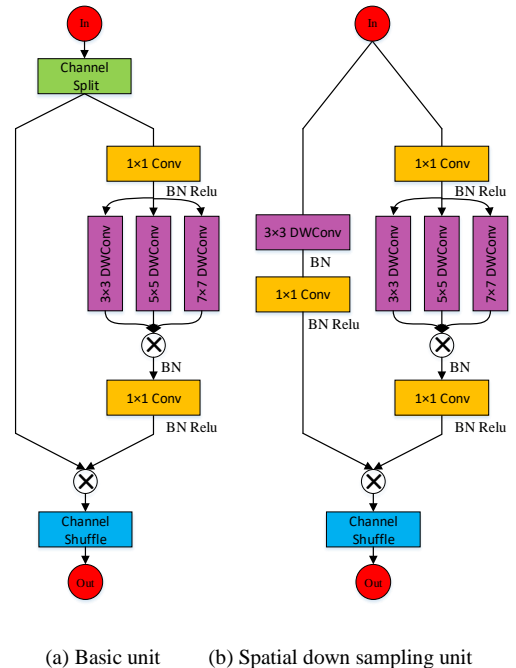 In
Channel
Split
1×1 Conv
BN Relu
3×3 DWConv
5×5 DWConv
7×7 DWConv
BN
1×1 Conv
BN Relu
Channel
Shuffle
Out
(a) Basic unit
In
1×1 Conv
BN Relu
3×3 DWConv
BN
1×1 Conv
BN Relu
3×3 DWConv
5×5 DWConv
7×7 DWConv
BN
1×1 Conv
BN Relu
Channel
Shuffle
Out
(b) Spatial down sampling unit